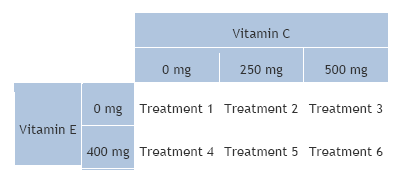 Vitamin C
0 mg 250 mg 500 mg
0 mg Treatment 1 Treatment 2 Treatment 3
Vitamin E
400 mg Treatment 4 Treatment 5 Treatment 6